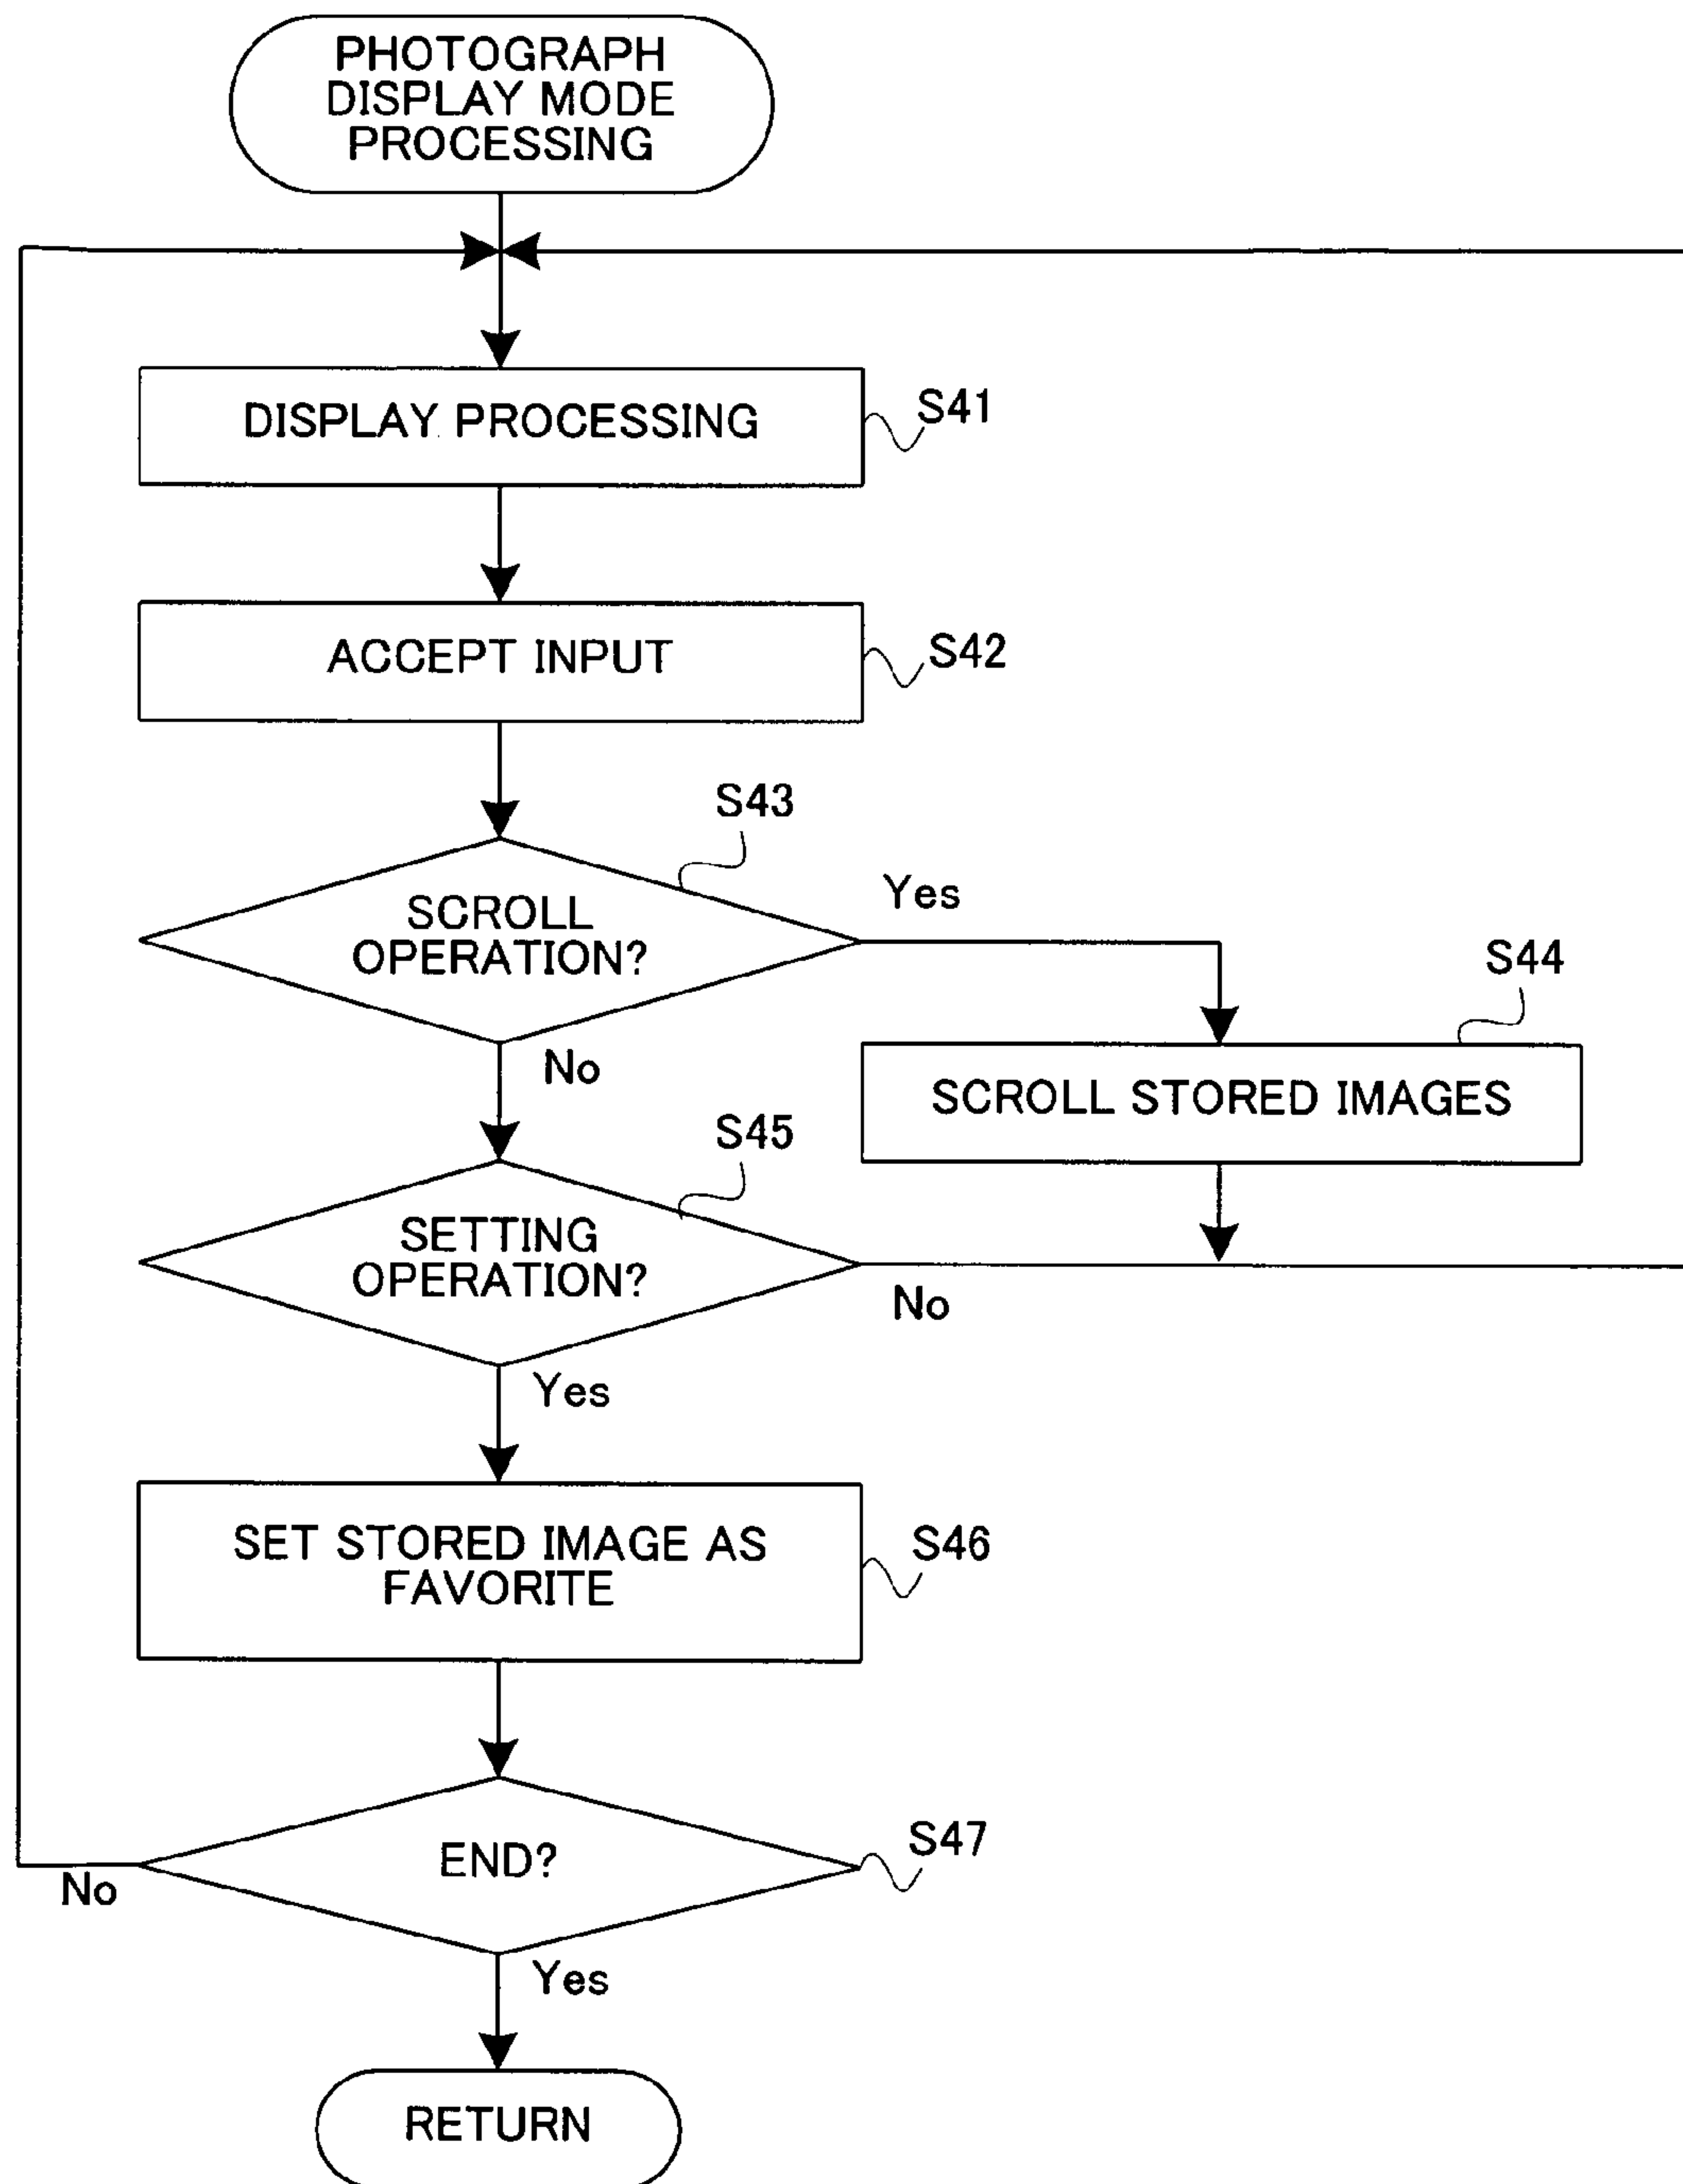 PHOTOGRAPH
DISPLAY MODE
PROCESSING
DISPLAY PROCESSING
S41
ACCEPT INPUT
S42
S43
SCROLL
OPERATION?
Yes
No
S44
SCROLL STORED IMAGES
S45
SETTING
OPERATION?
No
Yes
SET STORED IMAGE AS
FAVORITE
S46
END?
S47
No
Yes
RETURN